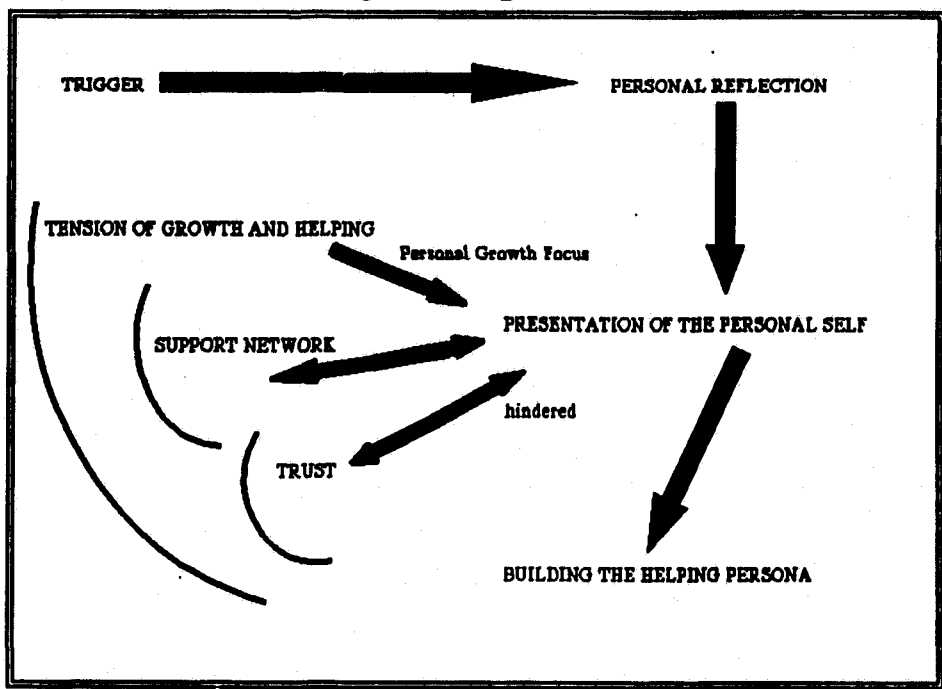 TRIGGER
PERSONAL REFLECTION
TENSION OF GROWTH AND HELPING
Personal Growth Focus
PRESENTATION OF THE PERSONAL SELF
SUPPORT NETWORK
hindered
TRUST
BUILDING THE HELPING PERSONA